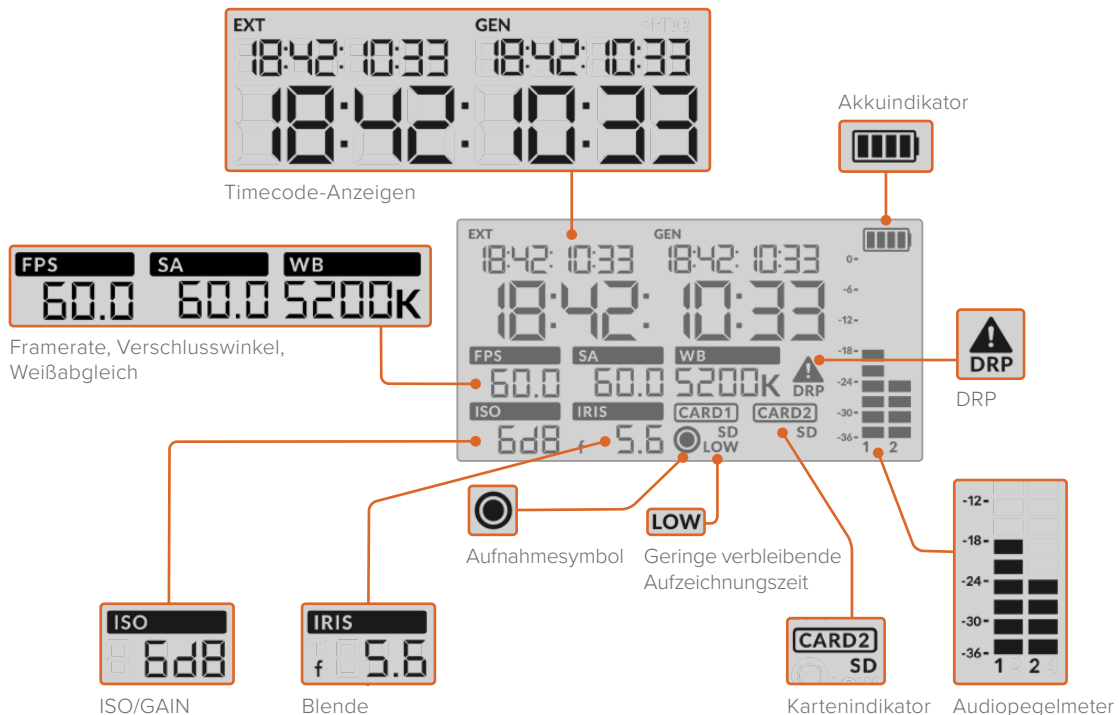 EXT GEN
18:42:10:33 18:42:10:33
18:42:10:33
Timecode-Anzeigen
Akkuindikator
FPS SA WB
60.0 60.0 5200K
Framerate, Verschlusswinkel,
Weißabgleich
EXT GEN
18:42:10:33 18:42:10:33
18:42:10:33
FPS SA WB
60.0 60.0 5200K
DRP
ISO IRIS CARD1 CARD2
6dB f 5.6 SD LOW SD
0-
-6-
-12-
-18-
-24-
-30-
-36-
1 2
DRP
DRP
Aufnahmesymbol
LOW
Geringe verbleibende
Aufzeichnungszeit
ISO
6dB
ISO/GAIN
IRIS
f 5.6
Blende
CARD2
SD
Kartenindikator
-12-
-18-
-24-
-30-
-36-
1 2
Audiopegelmeter